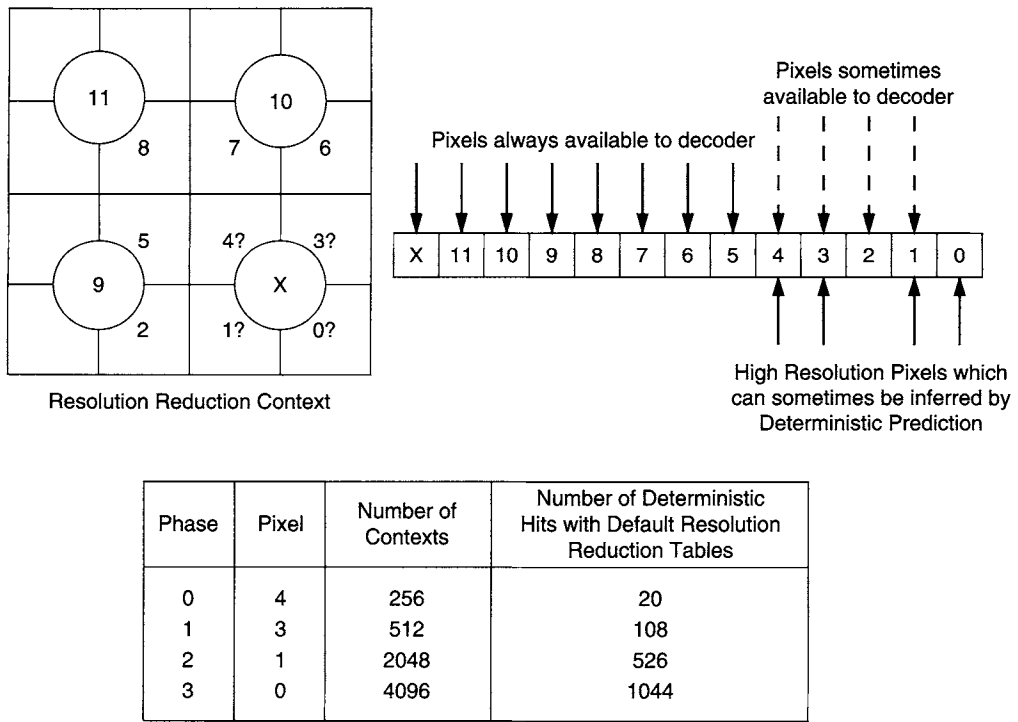 11
10
8
7
6
5
4?
3?
9
X
2
1?
0?
Resolution Reduction Context
Pixels sometimes
available to decoder
Pixels always available to decoder
X 11 10 9 8 7 6 5 4 3 2 1 0
High Resolution Pixels which
can sometimes be inferred by
Deterministic Prediction
Phase Pixel Number of Contexts Number of Deterministic Hits with Default Resolution Reduction Tables
0 4 256 20
1 3 512 108
2 1 2048 526
3 0 4096 1044